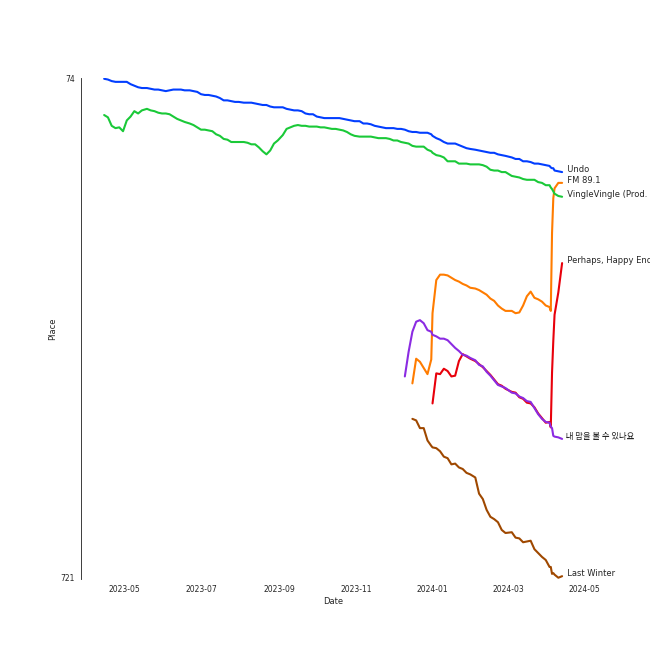 74
Undo
FM 89.1
VingleVingle (Prod.
Perhaps, Happy End
Place
내 맘을 볼 수 있나요
Last Winter
721
2023-05 2023-07 2023-09 2023-11 2024-01 2024-03 2024-05
Date